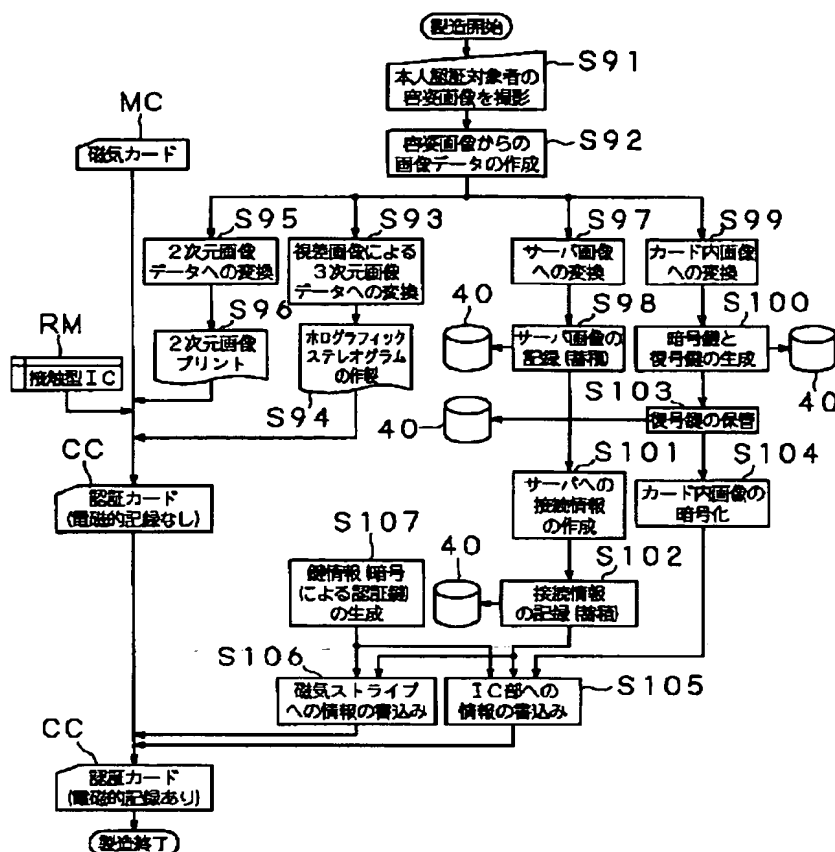 製造開始
S91
本人認証対象者の
容姿画像を撮影
MC
磁気カード
S92
容姿画像からの
画像データの作成
S95
2次元画像
データへの変換
S93
視差画像による
3次元画像
データへの変換
S97
サーバ画像
への変換
S99
カード内画像
への変換
RM
接触型IC
S96
2次元画像
プリント
ホログラフィック
ステレオグラム
の作製
S94
40
S98
サーバ画像の
記録(蓄積)
S100
暗号鍵と
復号鍵の生成
40
S103
復号鍵の保管
40
CC
認証カード
(電磁的記録なし)
S101
サーバへの
接続情報
の作成
S104
カード内画像の
暗号化
S107
鍵情報(暗号
による認証鍵)
の生成
40
S102
接続情報
の記録(蓄積)
S106
磁気ストライプ
への情報の書込み
IC部への
情報の書込み
S105
CC
認証カード
(電磁的記録あり)
製造終了